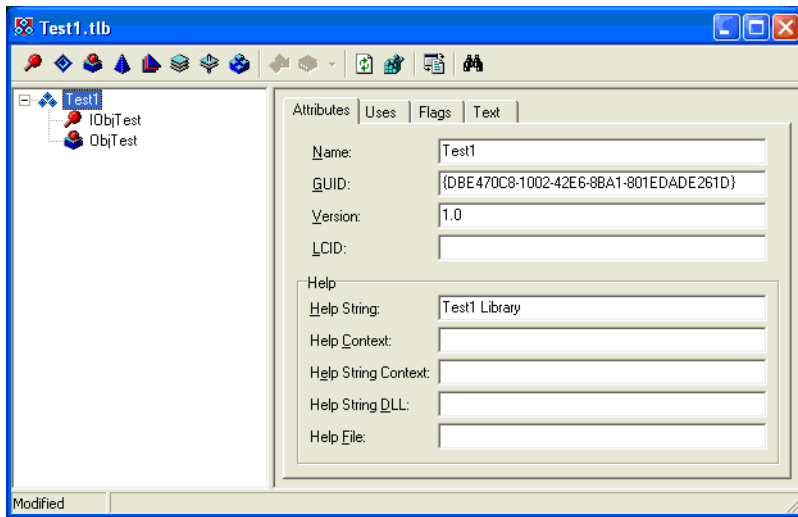 Test1.tlb
Test1
IObjTest
ObjTest
Attributes Uses Flags Text
Name: Test1
GUID: {DBE470C8-1002-42E6-8BA1-801EDADE261D}
Version: 1.0
LCID:
Help
Help String: Test1 Library
Help Context:
Help String Context:
Help String DLL:
Help File:
Modified